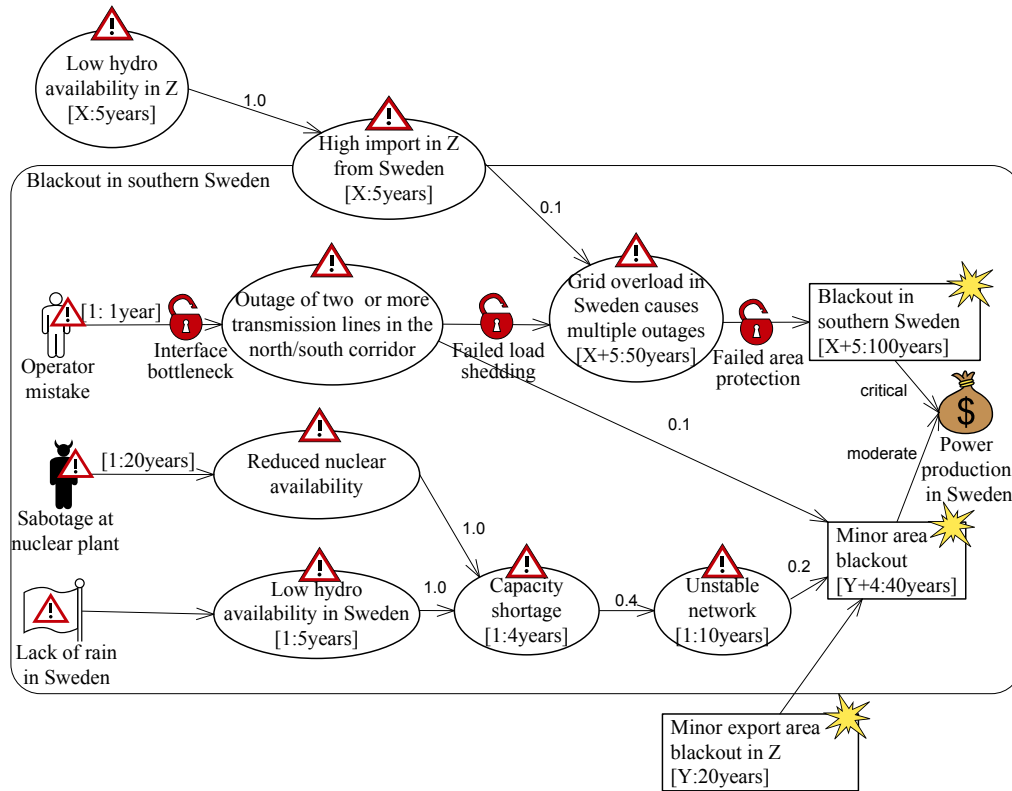 Low hydro
availability in Z
[X:5years]
1.0
High import in Z
from Sweden
[X:5years]
Blackout in southern Sweden
0.1
[1: 1year]
Operator
mistake
Interface
bottleneck
Outage of two or more
transmission lines in the
north/south corridor
Failed load
shedding
Grid overload in
Sweden causes
multiple outages
[X+5:50years]
Failed area
protection
Blackout in
southern Sweden
[X+5:100years]
critical
$
Power
production
in Sweden
moderate
0.1
[1:20years]
Sabotage at
nuclear plant
Reduced nuclear
availability
1.0
Minor area
blackout
[Y+4:40years]
Lack of rain
in Sweden
Low hydro
availability in Sweden
[1:5years]
1.0
Capacity
shortage
[1:4years]
0.4
Unstable
network
[1:10years]
0.2
Minor export area
blackout in Z
[Y:20years]